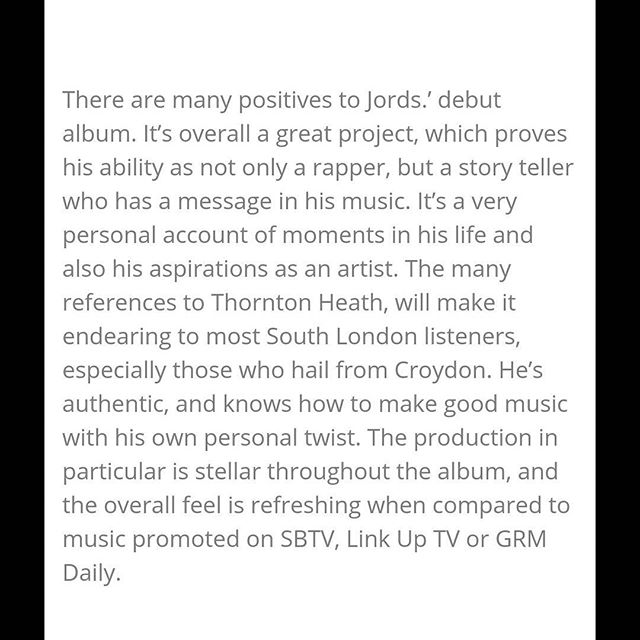 There are many positives to Jords.’ debut
album. It’s overall a great project, which proves
his ability as not only a rapper, but a story teller
who has a message in his music. It’s a very
personal account of moments in his life and
also his aspirations as an artist. The many
references to Thornton Heath, will make it
endearing to most South London listeners,
especially those who hail from Croydon. He’s
authentic, and knows how to make good music
with his own personal twist. The production in
particular is stellar throughout the album, and
the overall feel is refreshing when compared to
music promoted on SBTV, Link Up TV or GRM
Daily.